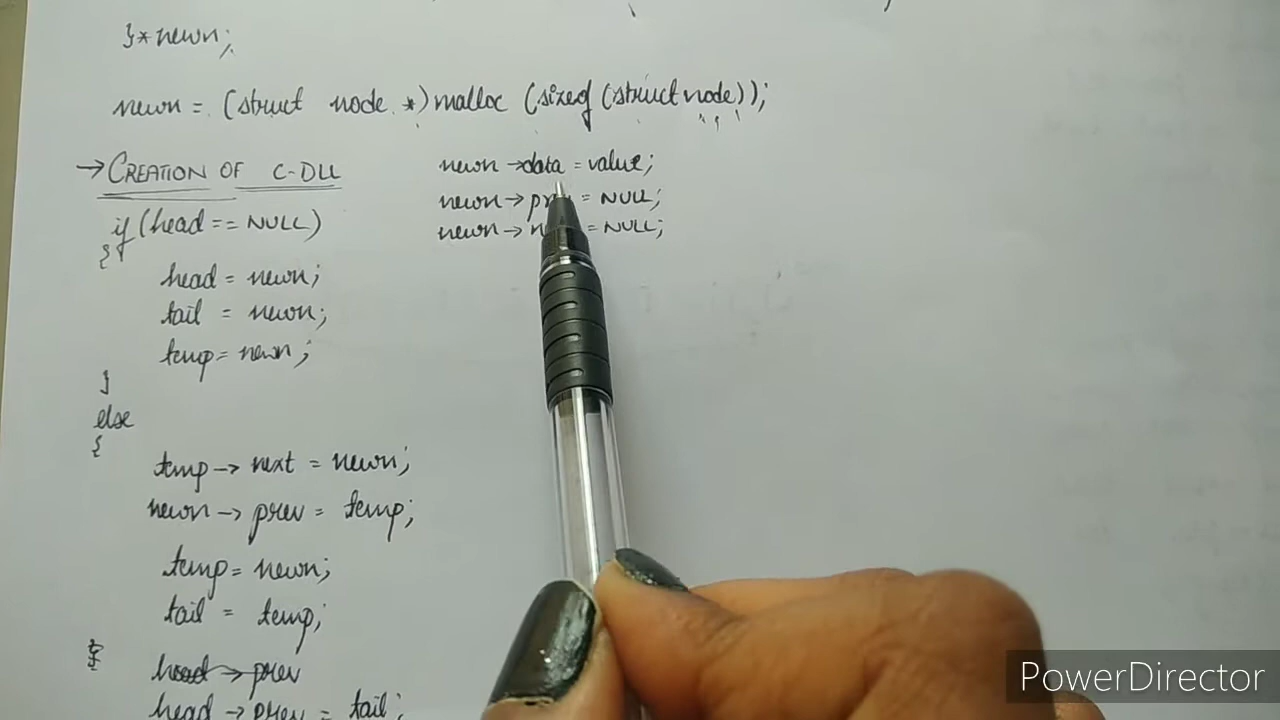 }*newn;
newn = (struct node *)malloc (sizeof (struct node));
→ CREATION OF C-DLL
newn →data = value;
newn → = NULL;
newn → = NULL;
if (head == NULL)
{
head = newn;
tail = newn;
temp = newn;
}
else
{
temp → next = newn;
newn → prev = temp;
temp = newn;
tail = temp;
}
head → prev
head → prev = tail;
PowerDirector